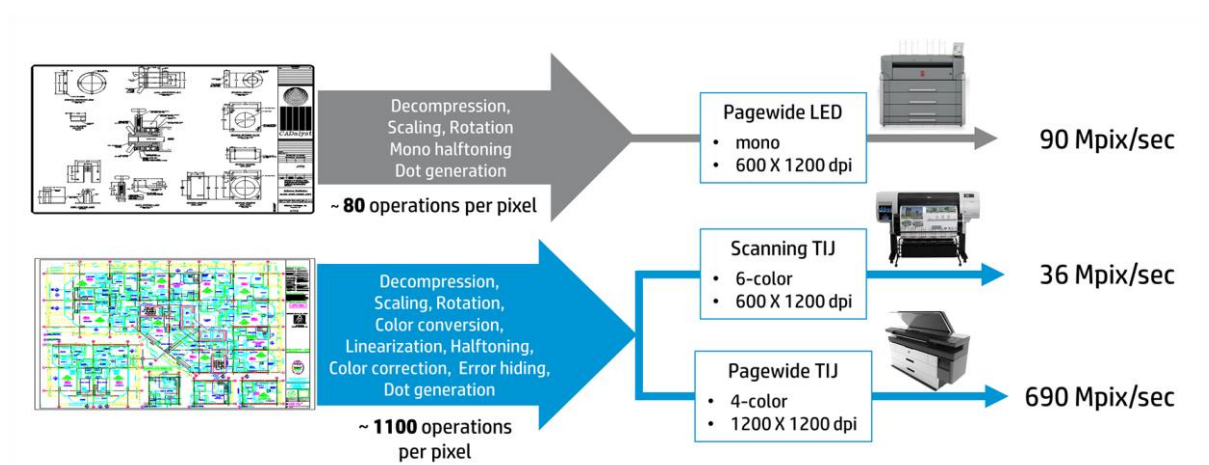 Decompression,
Scaling, Rotation
Mono halftoning
Dot generation
~ 80 operations per pixel
Pagewide LED
• mono
• 600 X 1200 dpi
90 Mpix/sec
Decompression,
Scaling, Rotation,
Color conversion,
Linearization, Halftoning,
Color correction, Error hiding,
Dot generation
~ 1100 operations
per pixel
Scanning TIJ
• 6-color
• 600 X 1200 dpi
36 Mpix/sec
Pagewide TIJ
• 4-color
• 1200 X 1200 dpi
690 Mpix/sec